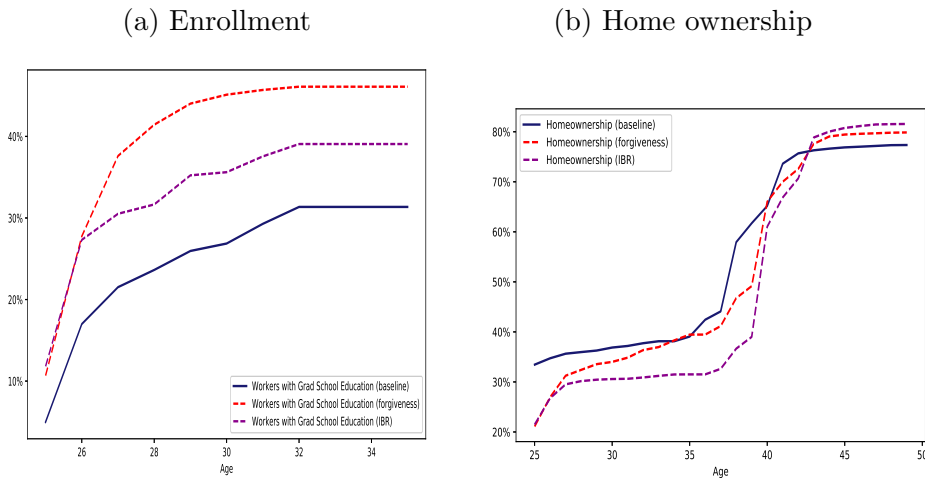 (a) Enrollment
40%
30%
20%
10%
Workers with Grad School Education (baseline)
Workers with Grad School Education (forgiveness)
Workers with Grad School Education (IBR)
26 28 30 32 34
Age
(b) Home ownership
Homeownership (baseline)
Homeownership (forgiveness)
Homeownership (IBR)
80%
70%
60%
50%
40%
30%
20%
25 30 35 40 45 50
Age